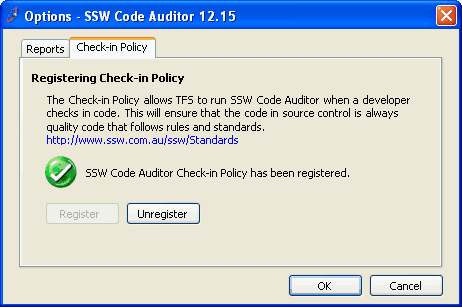 Options - SSW Code Auditor 12.15
Reports
Check-in Policy
Registering Check-in Policy
The Check-in Policy allows TFS to run SSW Code Auditor when a developer
checks in code. This will ensure that the code in source control is always
quality code that follows rules and standards.
http://www.ssw.com.au/ssw/Standards
SSW Code Auditor Check-in Policy has been registered.
Register
Unregister
OK
Cancel